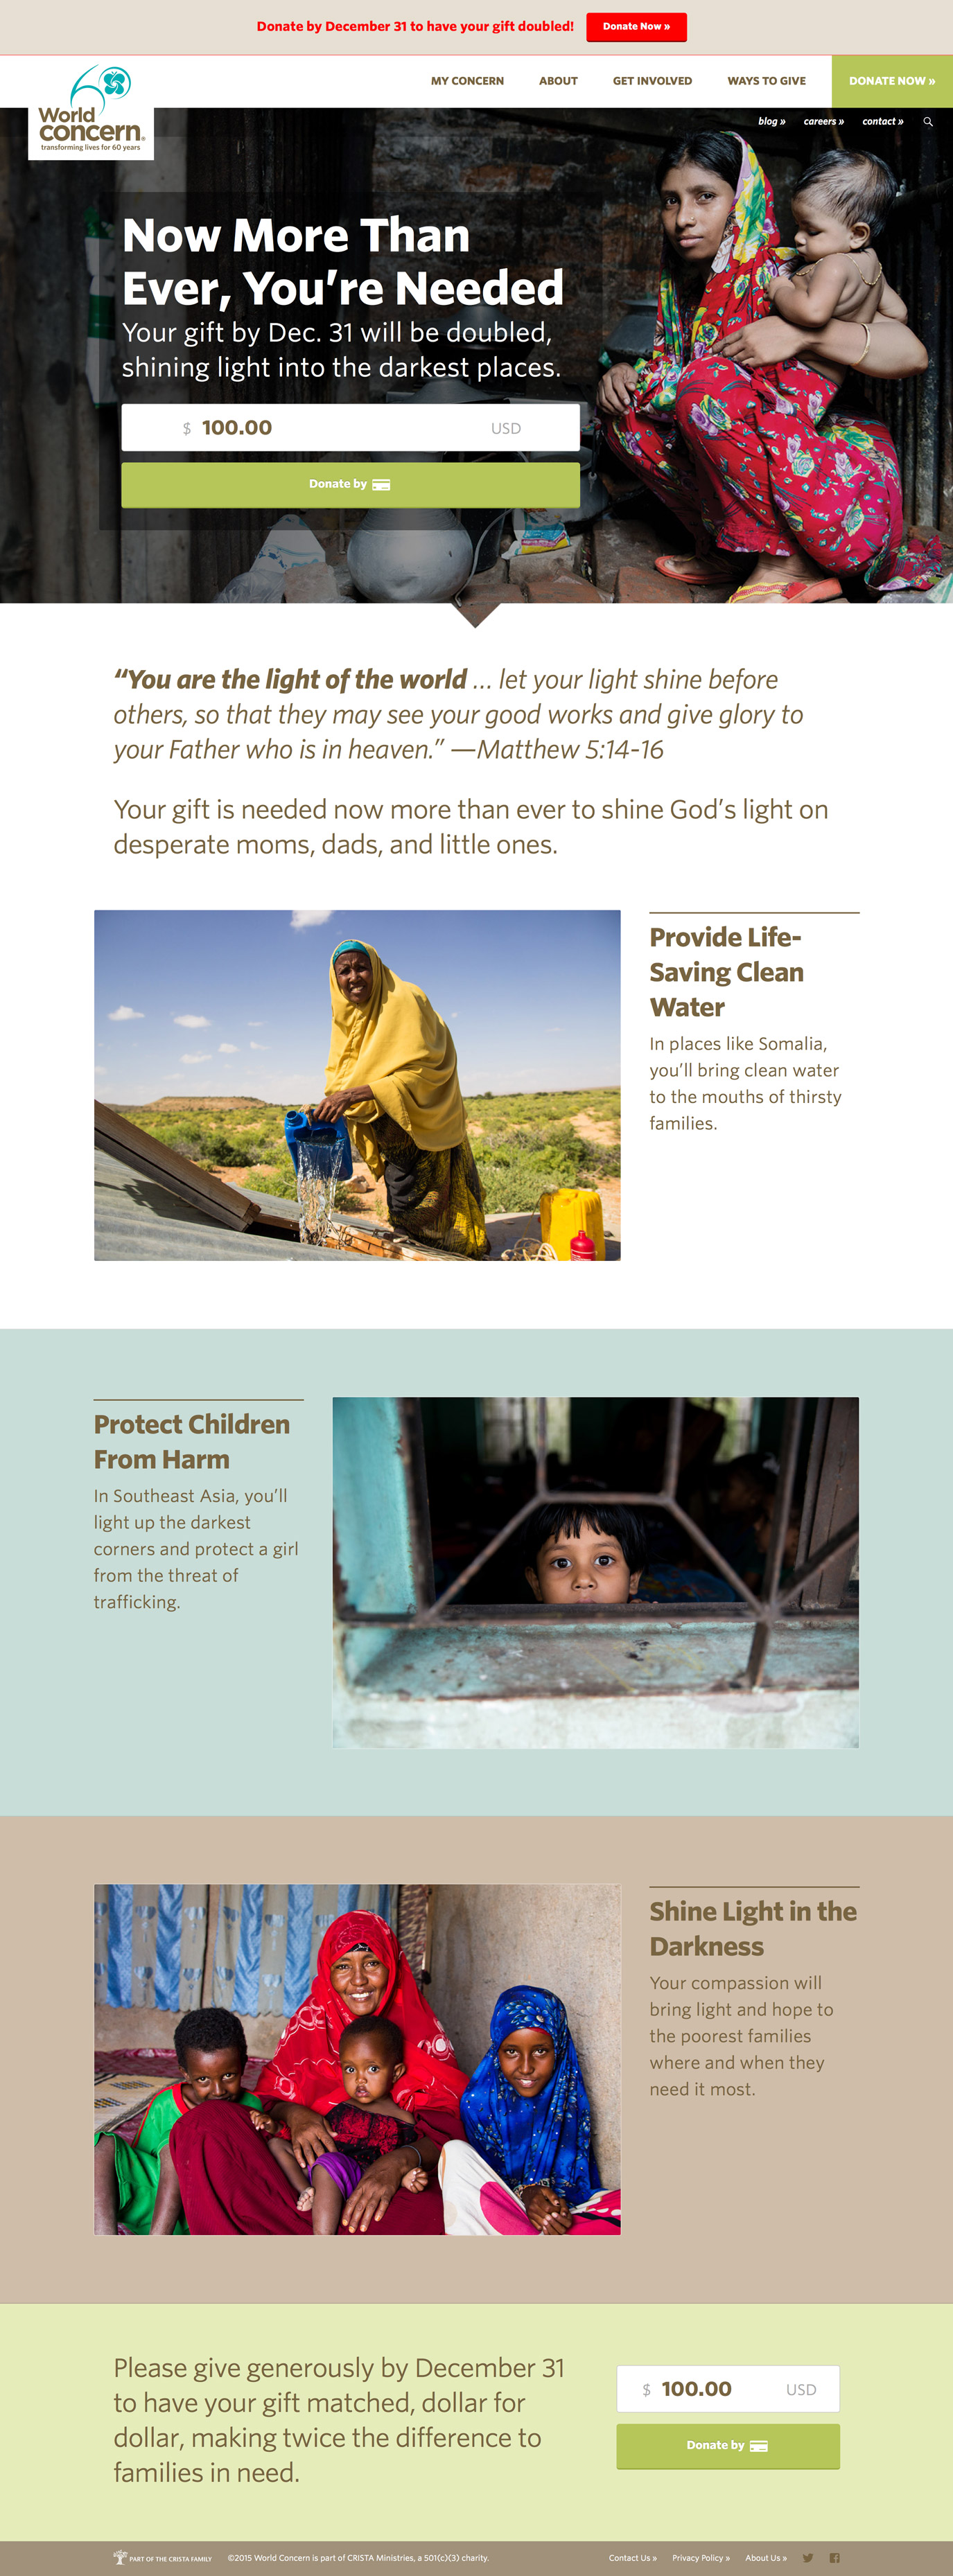 Donate by December 31 to have your gift doubled!
Donate Now »
MY CONCERN
ABOUT
GET INVOLVED
WAYS TO GIVE
DONATE NOW »
World
concern®
transforming lives for 60 years
blog »
careers »
contact »
Now More Than
Ever, You're Needed
Your gift by Dec. 31 will be doubled,
shining light into the darkest places.
$ 100.00 USD
Donate by
“You are the light of the world ... let your light shine before
others, so that they may see your good works and give glory to
your Father who is in heaven.” —Matthew 5:14-16
Your gift is needed now more than ever to shine God’s light on
desperate moms, dads, and little ones.
Provide Life-
Saving Clean
Water
In places like Somalia,
you’ll bring clean water
to the mouths of thirsty
families.
Protect Children
From Harm
In Southeast Asia, you’ll
light up the darkest
corners and protect a girl
from the threat of
trafficking.
Shine Light in the
Darkness
Your compassion will
bring light and hope to
the poorest families
where and when they
need it most.
Please give generously by December 31
to have your gift matched, dollar for
dollar, making twice the difference to
families in need.
$ 100.00 USD
Donate by
PART OF THE CRISTA FAMILY
©2015 World Concern is part of CRISTA Ministries, a 501(c)(3) charity.
Contact Us »
Privacy Policy »
About Us »